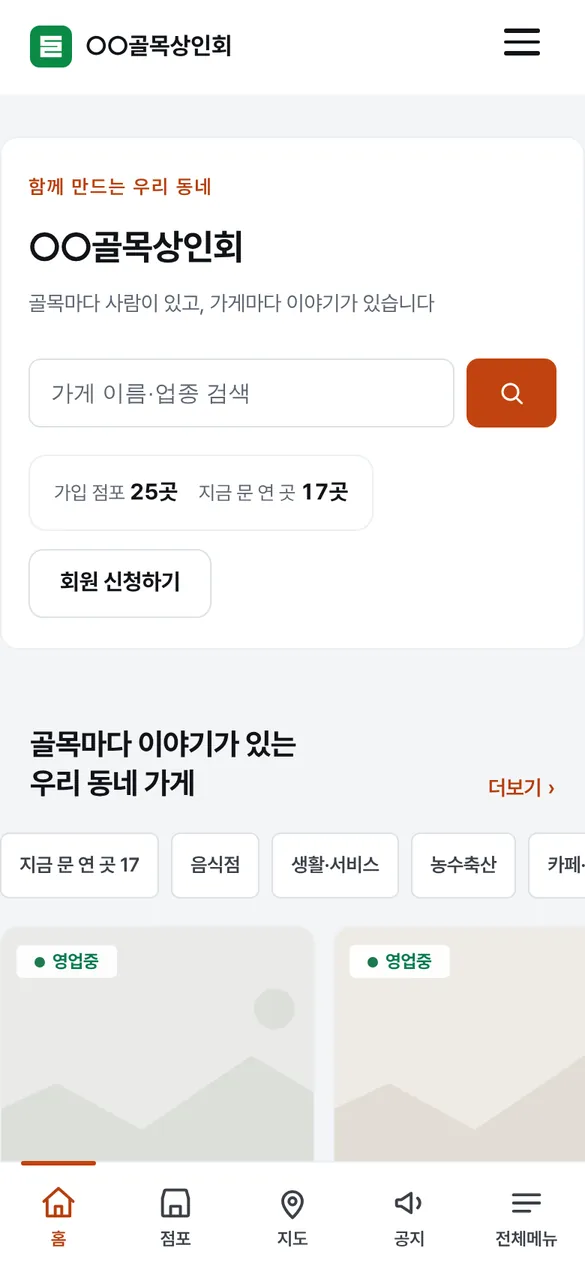 ○○골목상인회
함께 만드는 우리 동네
○○골목상인회
골목마다 사람이 있고, 가게마다 이야기가 있습니다
가게 이름·업종 검색
가입 점포 25곳 지금 문 연 곳 17곳
회원 신청하기
골목마다 이야기가 있는
우리 동네 가게
더보기 ›
지금 문 연 곳 17 음식점 생활·서비스 농수축산 카페·
영업중 영업중
홈 점포 지도 공지 전체메뉴